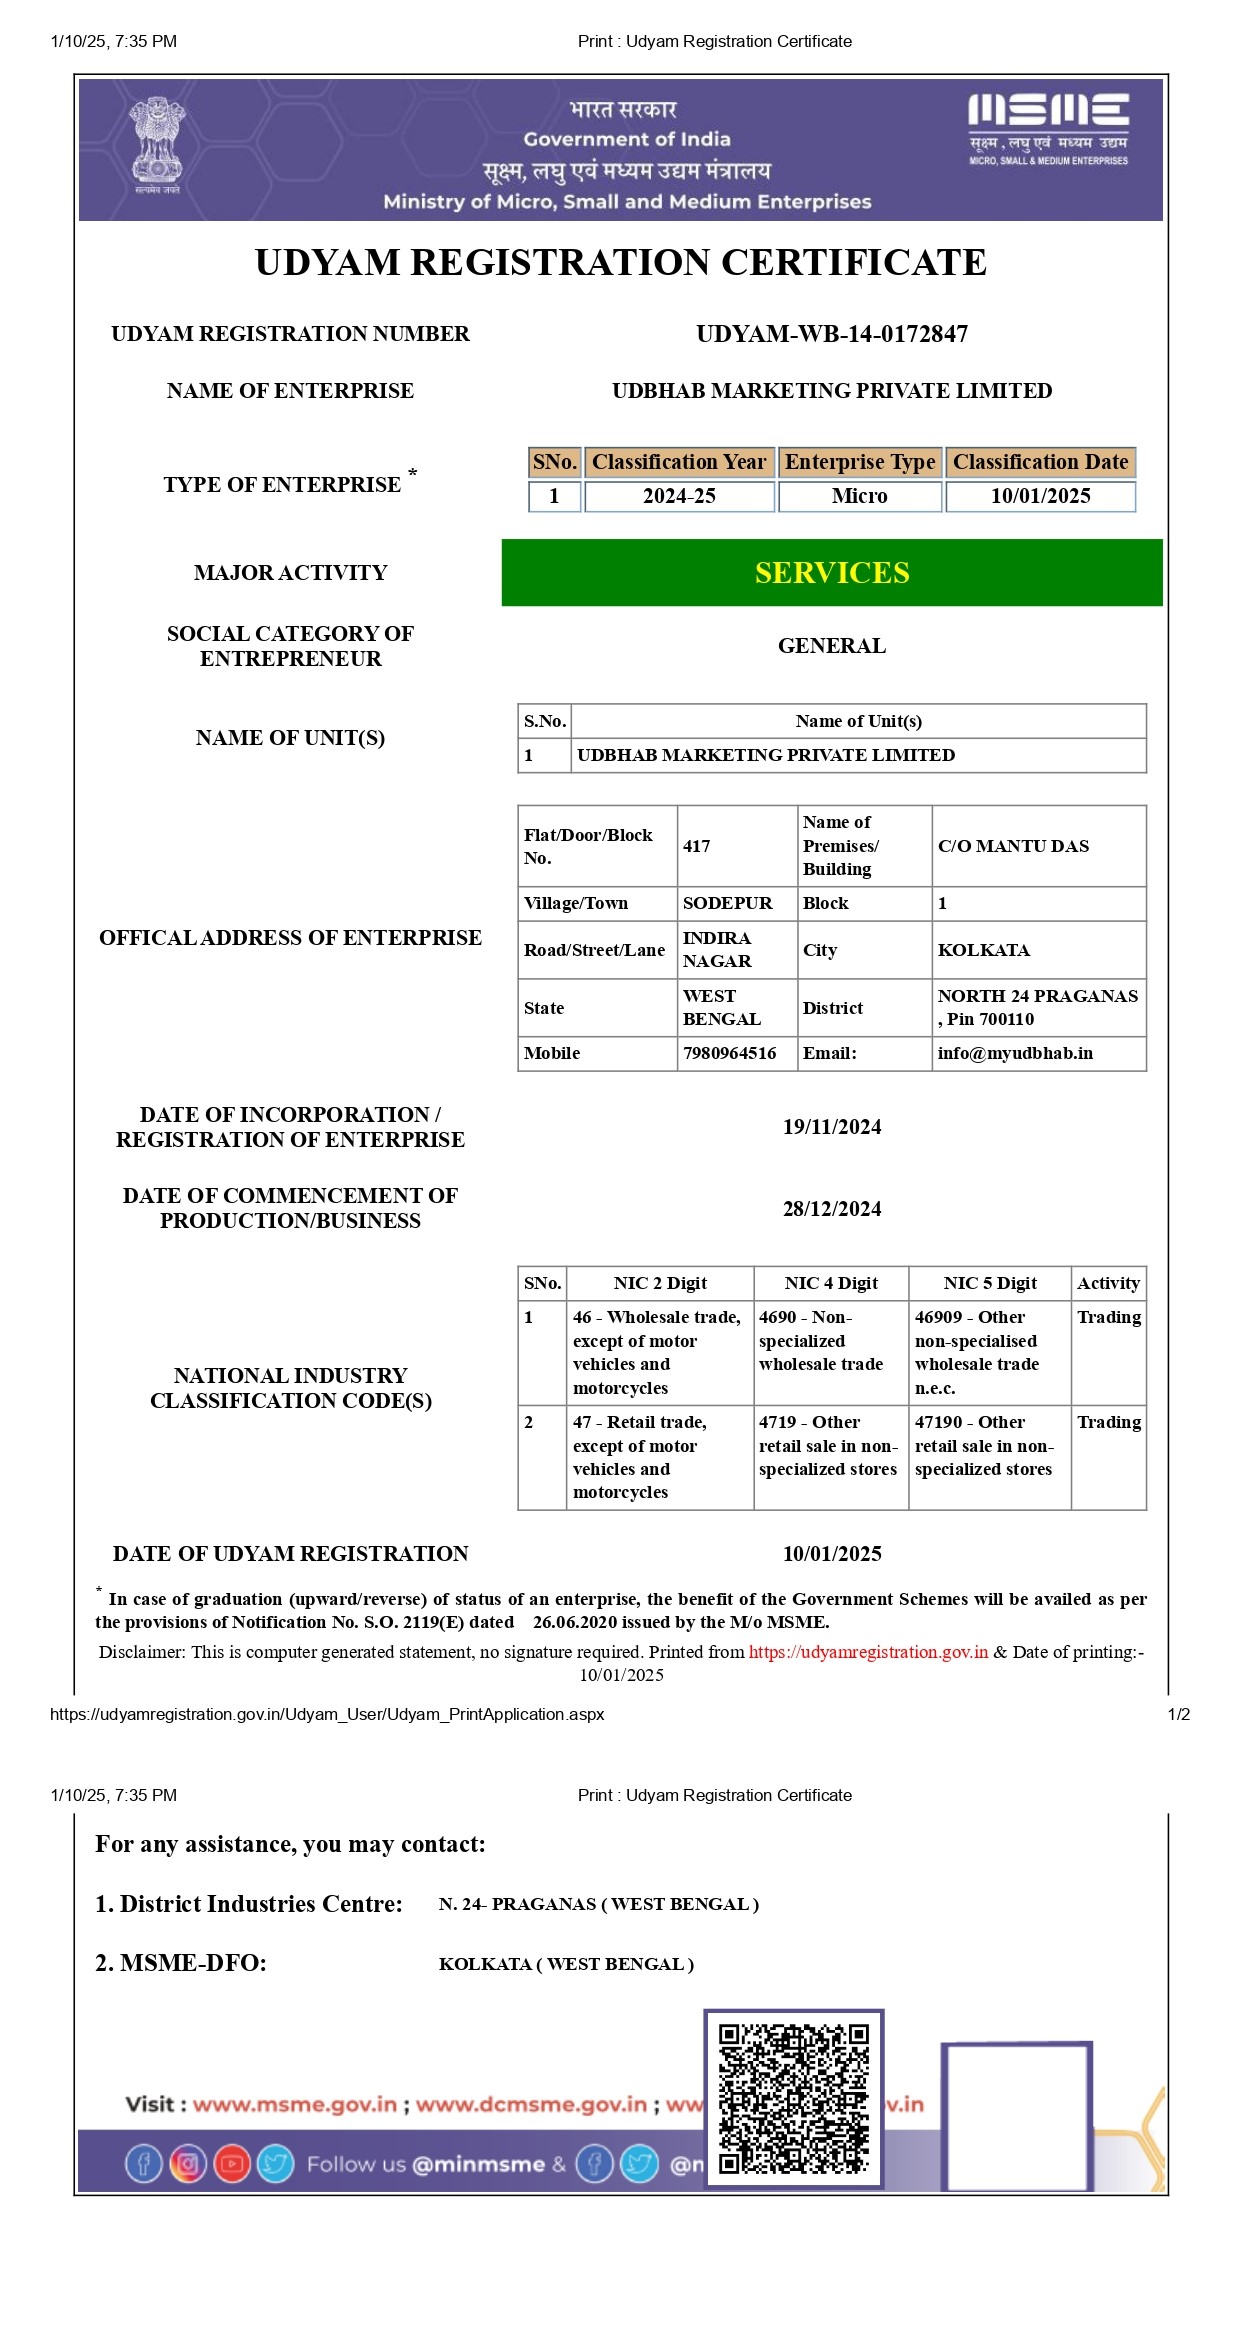 1/10/25, 7:35 PM
Print : Udyam Registration Certificate
सत्यमेव जयते
भारत सरकार
Government of India
सूक्ष्म, लघु एवं मध्यम उद्यम मंत्रालय
Ministry of Micro, Small and Medium Enterprises
MSME
सूक्ष्म , लघु एवं मध्यम उद्यम
MICRO, SMALL & MEDIUM ENTERPRISES
UDYAM REGISTRATION CERTIFICATE
UDYAM REGISTRATION NUMBER
UDYAM-WB-14-0172847
NAME OF ENTERPRISE
UDBHAB MARKETING PRIVATE LIMITED
TYPE OF ENTERPRISE *
SNo. Classification Year Enterprise Type Classification Date
1 2024-25 Micro 10/01/2025
MAJOR ACTIVITY
SERVICES
SOCIAL CATEGORY OF
ENTREPRENEUR
GENERAL
NAME OF UNIT(S)
S.No. Name of Unit(s)
1 UDBHAB MARKETING PRIVATE LIMITED
OFFICAL ADDRESS OF ENTERPRISE
Flat/Door/Block
No.
417
Name of
Premises/
Building
C/O MANTU DAS
Village/Town SODEPUR Block 1
Road/Street/Lane
INDIRA
NAGAR
City KOLKATA
State
WEST
BENGAL
District
NORTH 24 PRAGANAS
, Pin 700110
Mobile 7980964516 Email: info@myudbhab.in
DATE OF INCORPORATION /
REGISTRATION OF ENTERPRISE
19/11/2024
DATE OF COMMENCEMENT OF
PRODUCTION/BUSINESS
28/12/2024
NATIONAL INDUSTRY
CLASSIFICATION CODE(S)
SNo. NIC 2 Digit NIC 4 Digit NIC 5 Digit Activity
1
46 - Wholesale trade,
except of motor
vehicles and
motorcycles
4690 - Non-
specialized
wholesale trade
46909 - Other
non-specialised
wholesale trade
n.e.c.
Trading
2
47 - Retail trade,
except of motor
vehicles and
motorcycles
4719 - Other
retail sale in non-
specialized stores
47190 - Other
retail sale in non-
specialized stores
Trading
DATE OF UDYAM REGISTRATION
10/01/2025
* In case of graduation (upward/reverse) of status of an enterprise, the benefit of the Government Schemes will be availed as per
the provisions of Notification No. S.O. 2119(E) dated 26.06.2020 issued by the M/o MSME.
Disclaimer: This is computer generated statement, no signature required. Printed from https://udyamregistration.gov.in & Date of printing:-
10/01/2025
https://udyamregistration.gov.in/Udyam_User/Udyam_PrintApplication.aspx
1/2
1/10/25, 7:35 PM
Print : Udyam Registration Certificate
For any assistance, you may contact:
1. District Industries Centre: N. 24- PRAGANAS ( WEST BENGAL )
2. MSME-DFO: KOLKATA ( WEST BENGAL )
Visit : www.msme.gov.in ; www.dcmsme.gov.in ; ww v.in
Follow us @minmsme &